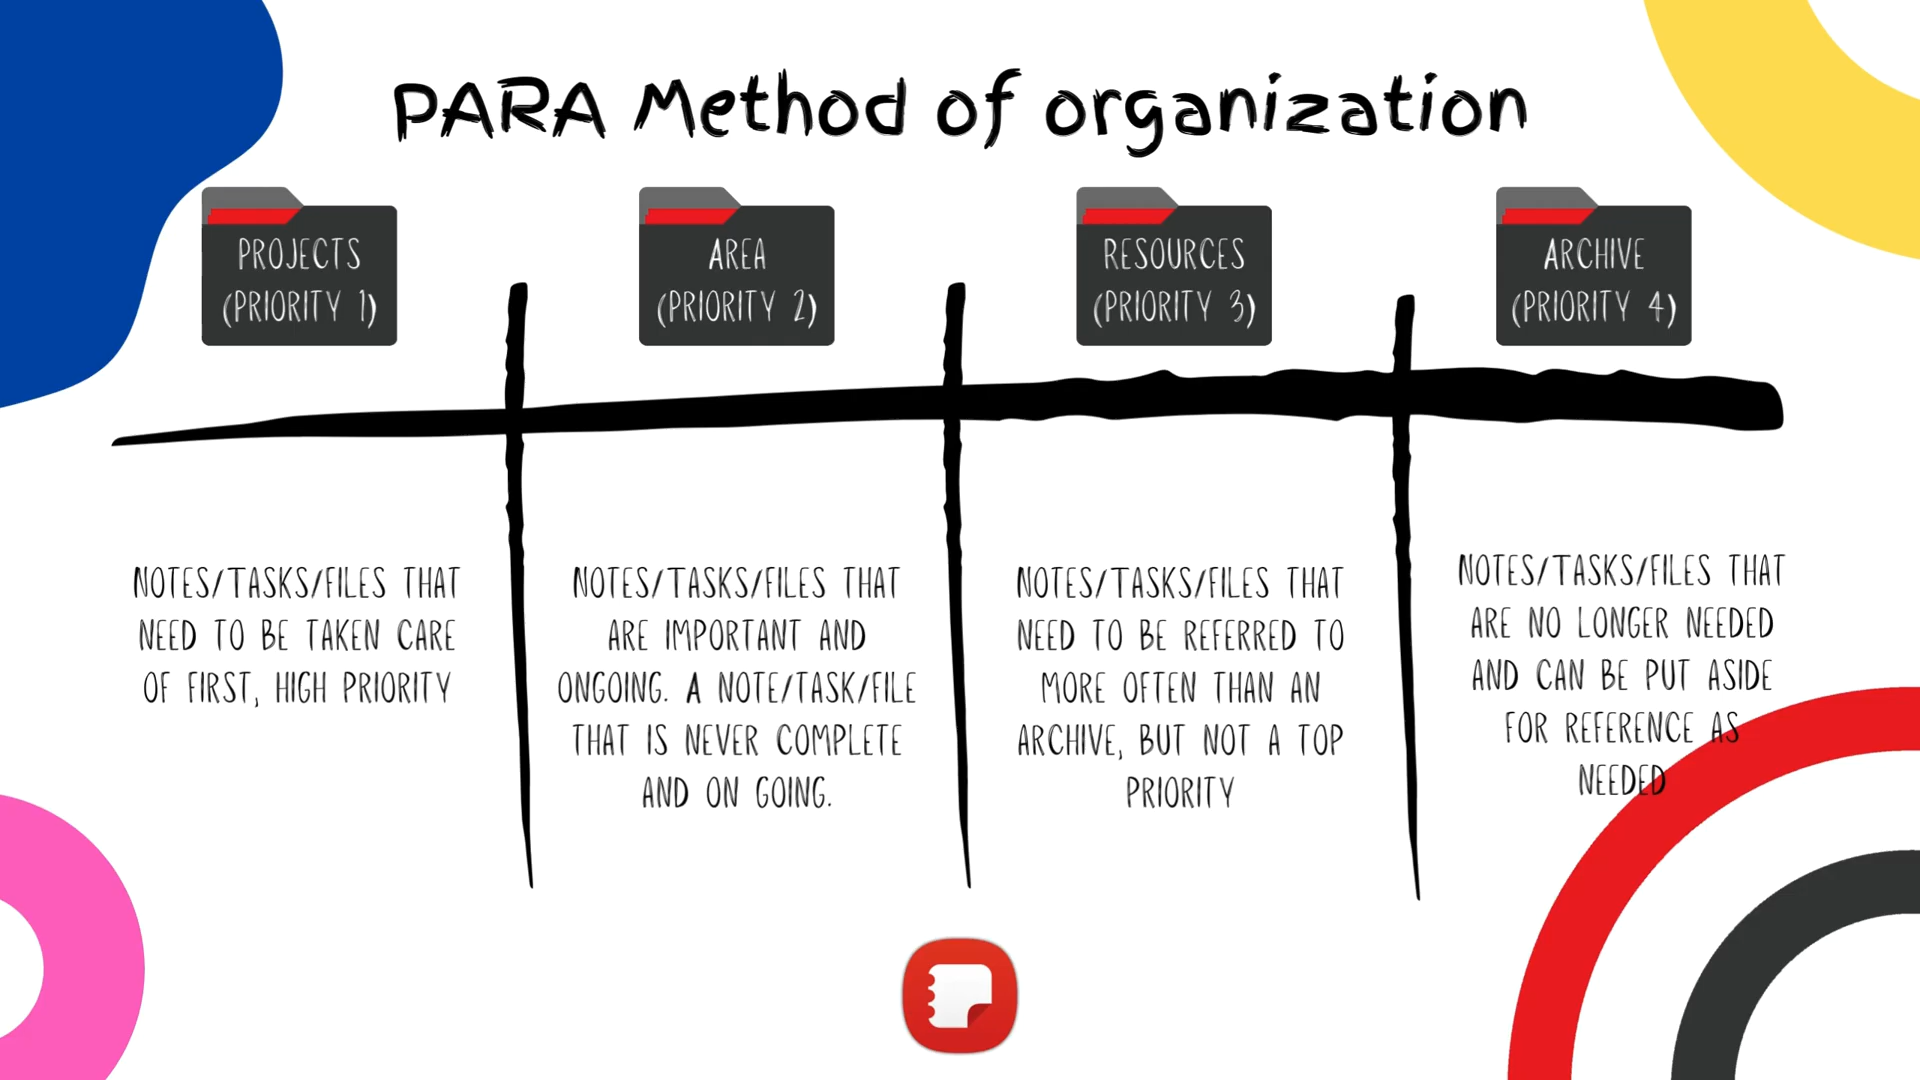 PARA Method of organization
PROJECTS
(PRIORITY 1)
AREA
(PRIORITY 2)
RESOURCES
(PRIORITY 3)
ARCHIVE
(PRIORITY 4)
NOTES/TASKS/FILES THAT
NEED TO BE TAKEN CARE
OF FIRST, HIGH PRIORITY
NOTES/TASKS/FILES THAT
ARE IMPORTANT AND
ONGOING. A NOTE/TASK/FILE
THAT IS NEVER COMPLETE
AND ON GOING.
NOTES/TASKS/FILES THAT
NEED TO BE REFERRED TO
MORE OFTEN THAN AN
ARCHIVE, BUT NOT A TOP
PRIORITY
NOTES/TASKS/FILES THAT
ARE NO LONGER NEEDED
AND CAN BE PUT ASIDE
FOR REFERENCE AS
NEEDED